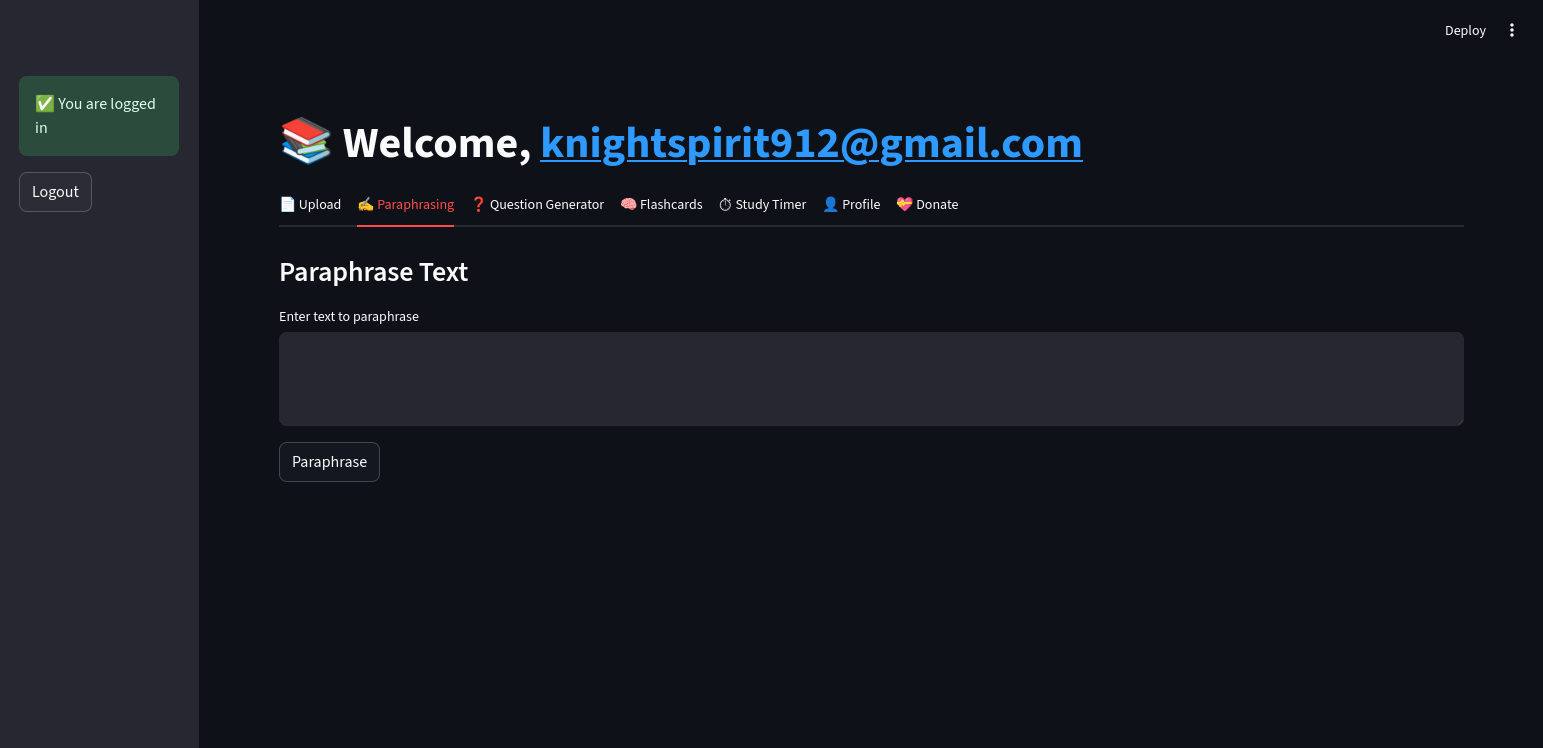 Deploy
✅ You are logged
in
Logout
📚 Welcome, knightspirit912@gmail.com
📄 Upload ✍️ Paraphrasing ❓ Question Generator 🧠 Flashcards ⏱ Study Timer 👤 Profile 💝 Donate
Paraphrase Text
Enter text to paraphrase
Paraphrase